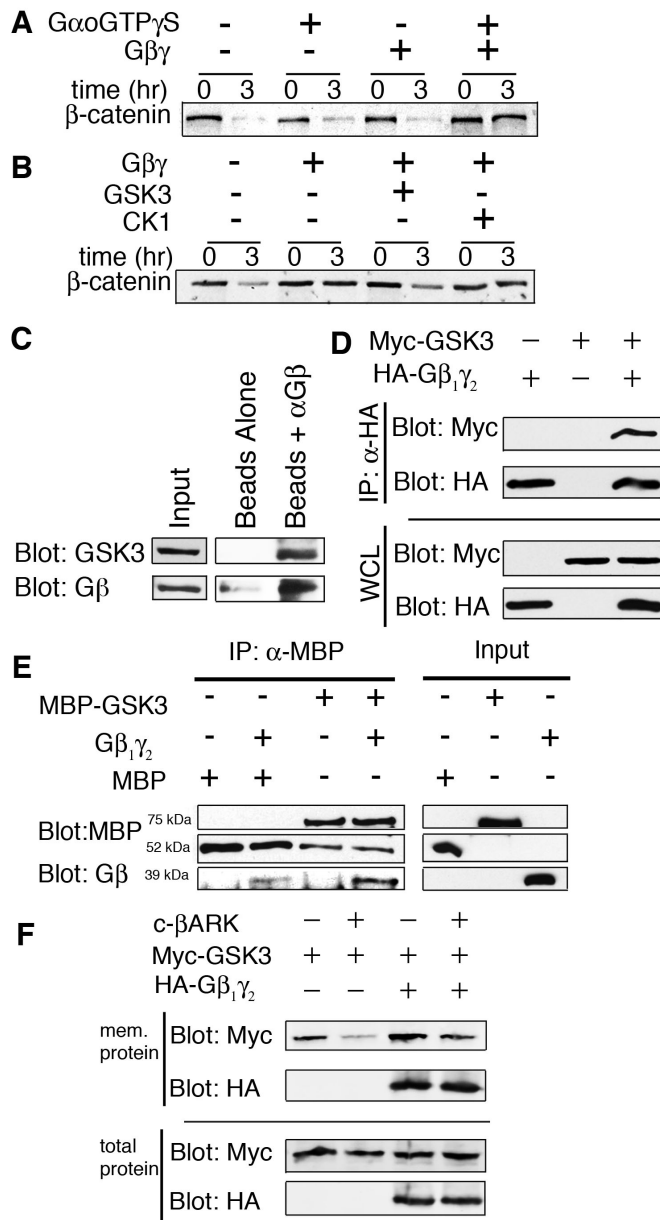 A
GαoGTPγS - + - +
Gβγ - - + +
time (hr) 0 3 0 3 0 3 0 3
β-catenin
B
Gβγ - + + +
GSK3 - - + -
CK1 - - - +
time (hr) 0 3 0 3 0 3 0 3
β-catenin
C
Input
Beads Alone
Beads + αGβ
Blot: GSK3
Blot: Gβ
D
Myc-GSK3 − + +
HA-Gβ₁γ₂ + − +
IP: α-HA
Blot: Myc
Blot: HA
WCL
Blot: Myc
Blot: HA
E
IP: α-MBP Input
MBP-GSK3 - - + + - + -
Gβ₁γ₂ - + - + - - +
MBP + + - - + - -
Blot:MBP
75 kDa
52 kDa
Blot: Gβ
39 kDa
F
c-βARK − + − +
Myc-GSK3 + + + +
HA-Gβ₁γ₂ − − + +
mem.
protein
Blot: Myc
Blot: HA
total
protein
Blot: Myc
Blot: HA